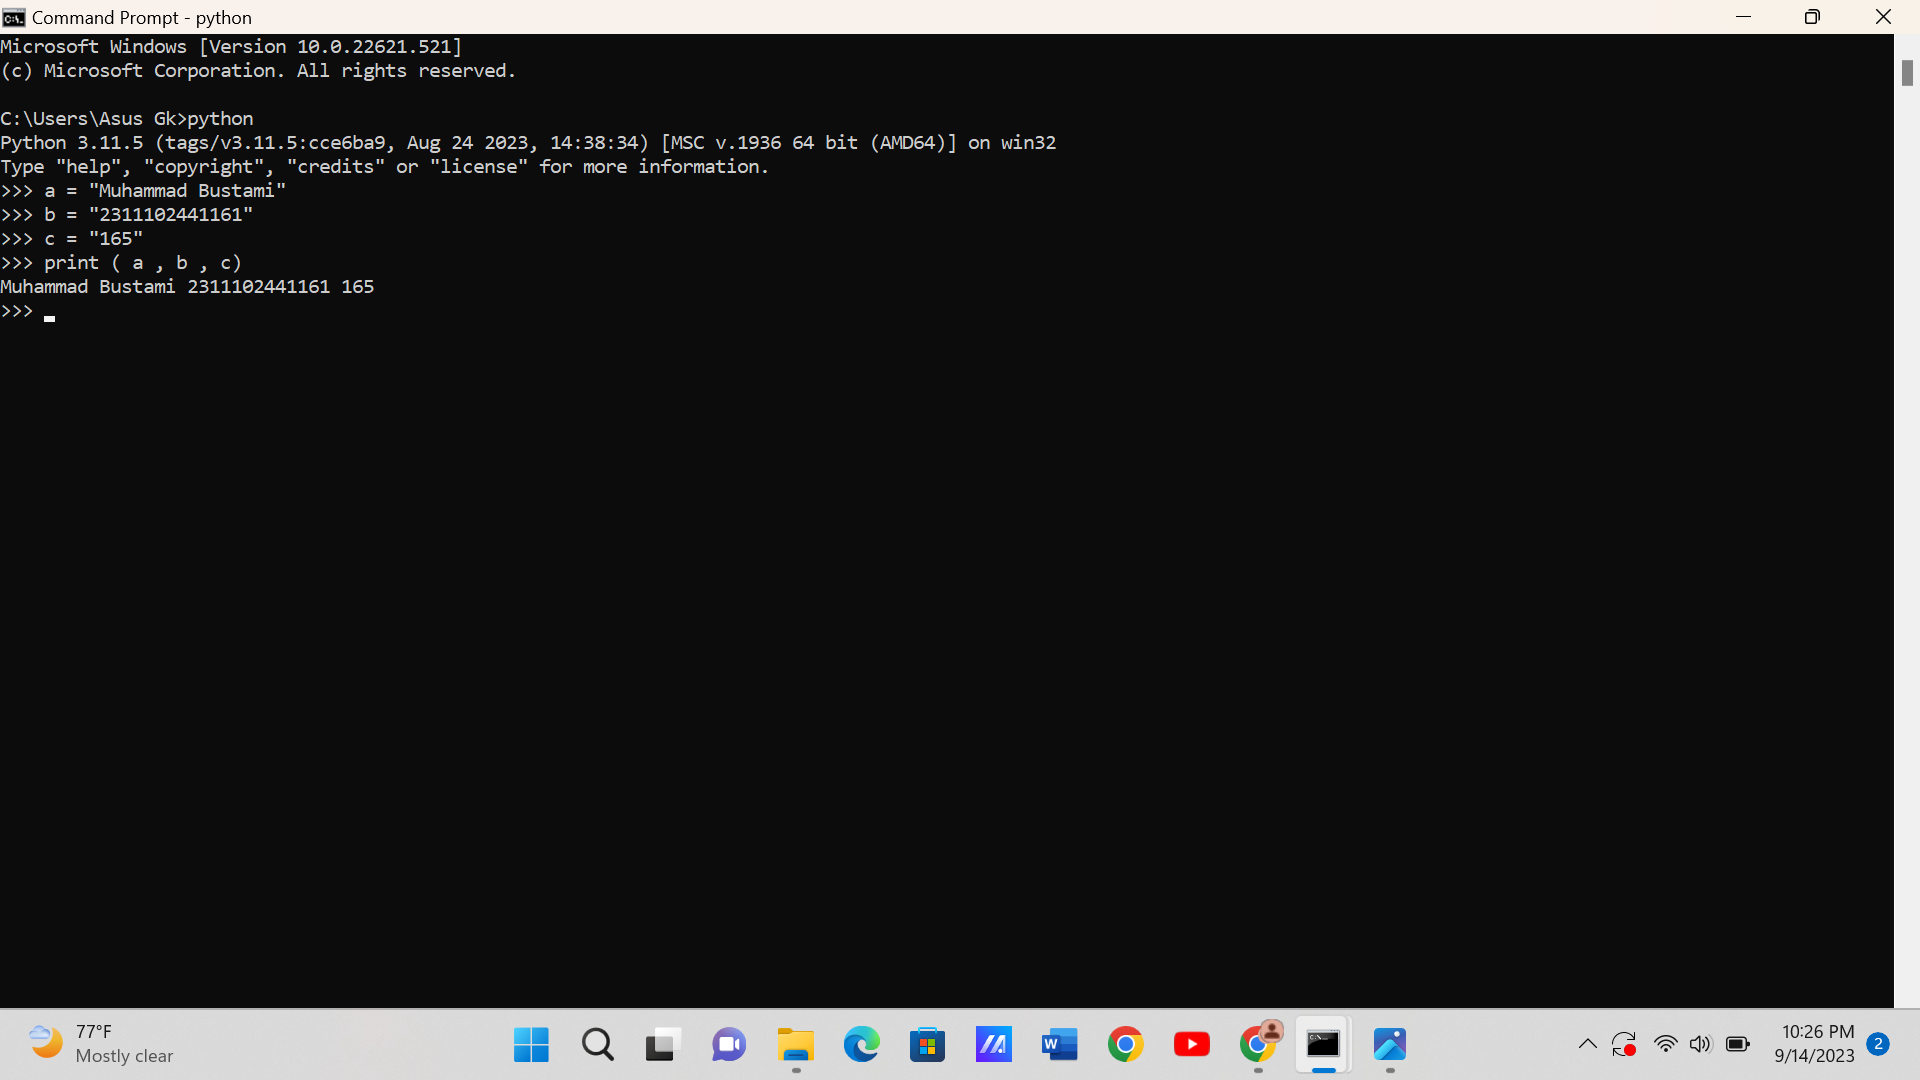 Command Prompt - python
Microsoft Windows [Version 10.0.22621.521]
(c) Microsoft Corporation. All rights reserved.
C:\Users\Asus Gk>python
Python 3.11.5 (tags/v3.11.5:cce6ba9, Aug 24 2023, 14:38:34) [MSC v.1936 64 bit (AMD64)] on win32
Type "help", "copyright", "credits" or "license" for more information.
>>> a = "Muhammad Bustami"
>>> b = "2311102441161"
>>> c = "165"
>>> print ( a , b , c)
Muhammad Bustami 2311102441161 165
>>>
77°F
Mostly clear
10:26 PM
9/14/2023
2